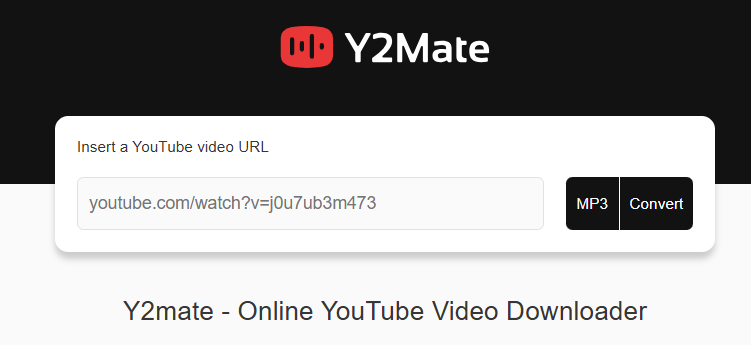 Y2Mate
Insert a YouTube video URL
youtube.com/watch?v=j0u7ub3m473
MP3
Convert
Y2mate - Online YouTube Video Downloader